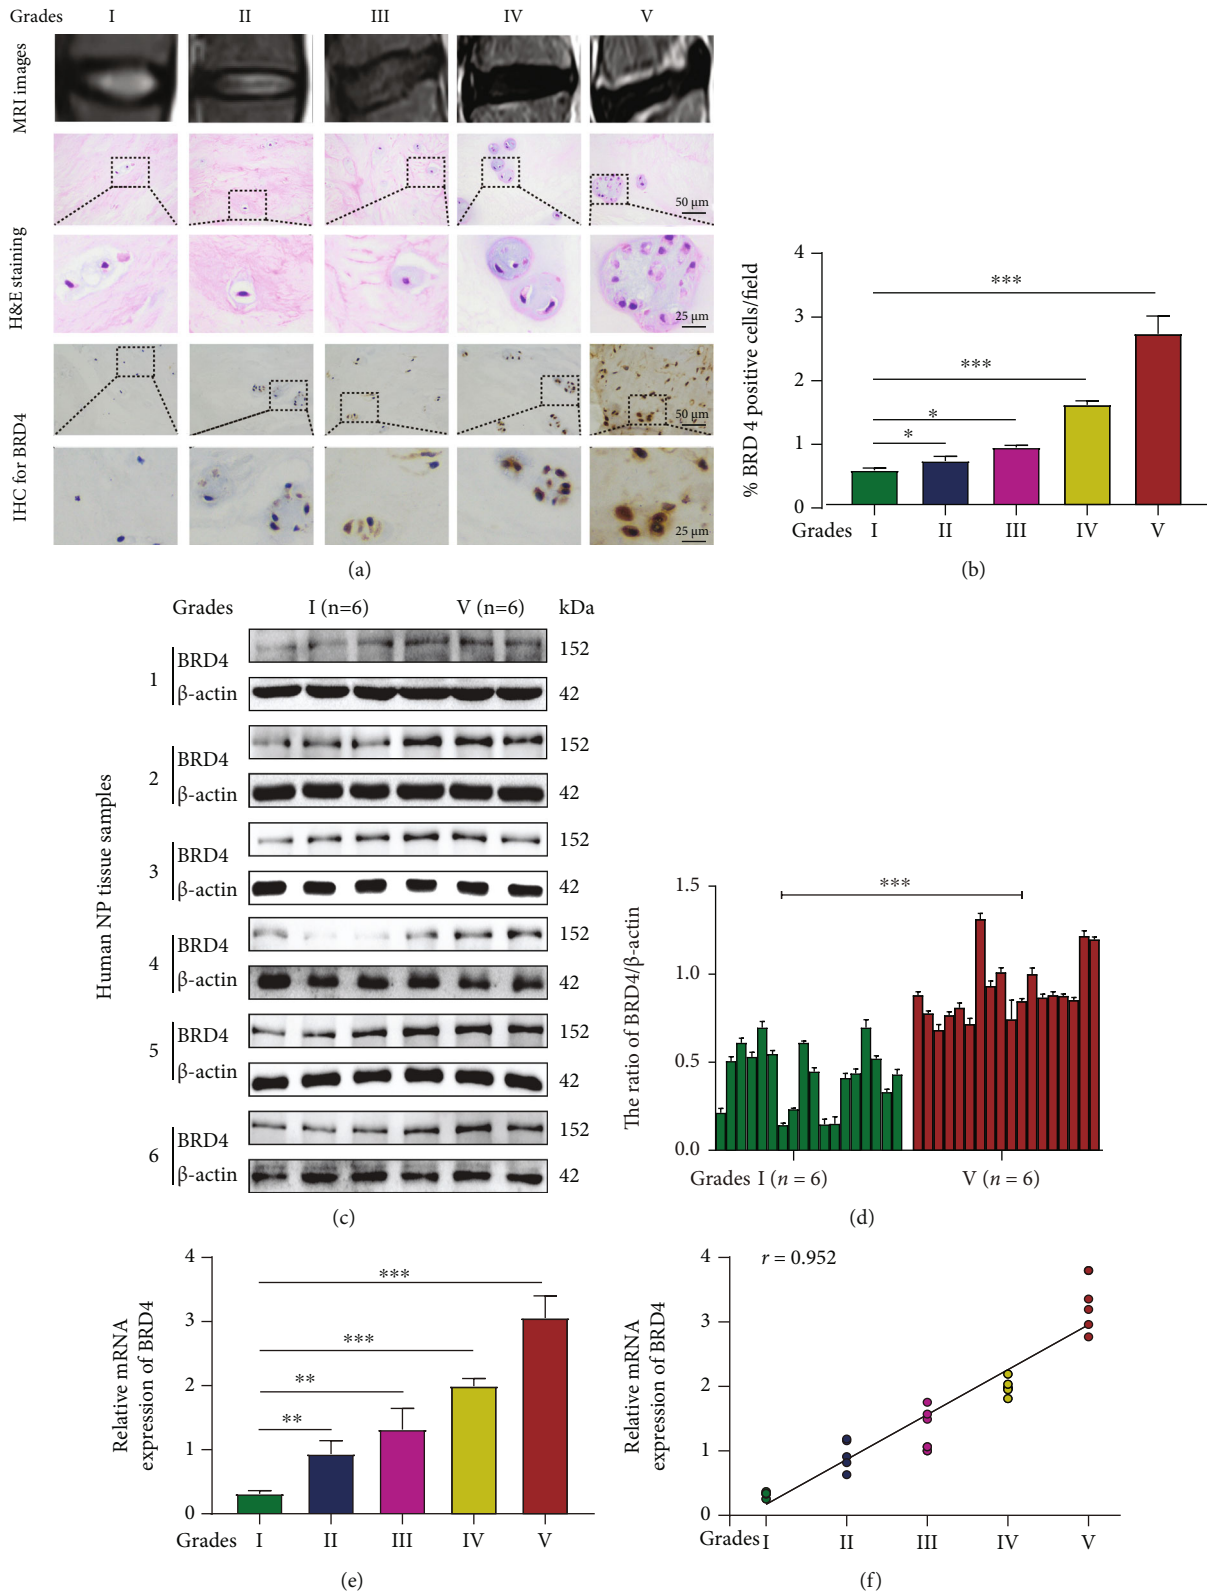 Grades I II III IV V
MRI images
H&E staining
50 μm
25 μm
IHC for BRD4
50 μm
25 μm
(a)
% BRD 4 positive cells/field
4
3
2
1
0
***
***
*
*
Grades I II III IV V
(b)
Grades I (n=6) V (n=6) kDa
Human NP tissue samples
1 BRD4 152
β-actin 42
2 BRD4 152
β-actin 42
3 BRD4 152
β-actin 42
4 BRD4 152
β-actin 42
5 BRD4 152
β-actin 42
6 BRD4 152
β-actin 42
(c)
The ratio of BRD4/β-actin
1.5
1.0
0.5
0.0
***
Grades I (n = 6) V (n = 6)
(d)
Relative mRNA
expression of BRD4
4
3
2
1
0
***
***
**
**
Grades I II III IV V
(e)
Relative mRNA
expression of BRD4
4
3
2
1
0
r = 0.952
Grades I II III IV V
(f)